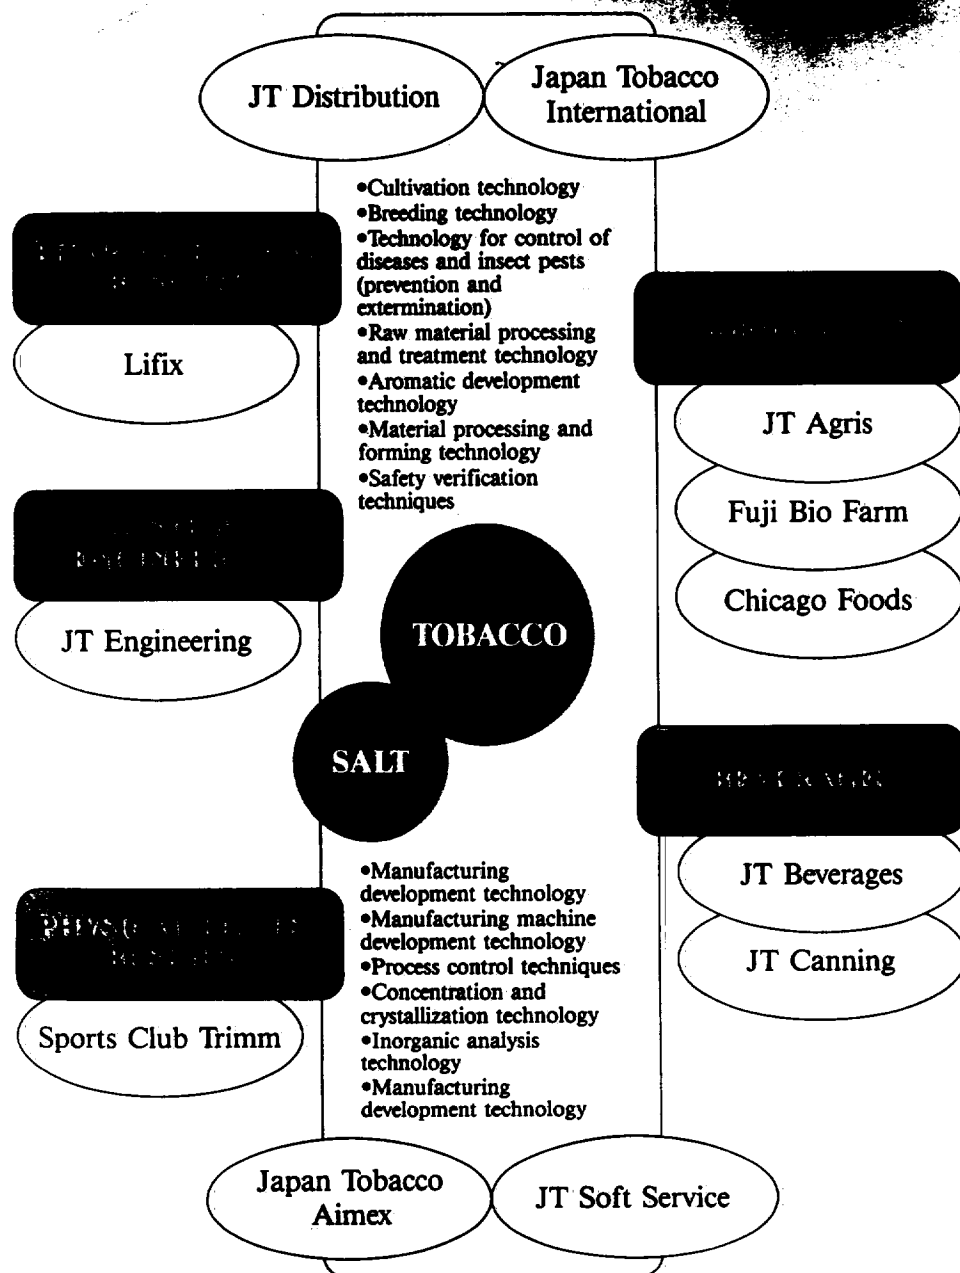 JT Distribution
Japan Tobacco
International
•Cultivation technology
•Breeding technology
•Technology for control of
diseases and insect pests
(prevention and
extermination)
•Raw material processing
and treatment technology
•Aromatic development
technology
•Material processing and
forming technology
•Safety verification
techniques
Lifix
JT Agris
Fuji Bio Farm
Chicago Foods
JT Engineering
TOBACCO
SALT
BEVERAGES
JT Beverages
JT Canning
•Manufacturing
development technology
•Manufacturing machine
development technology
•Process control techniques
•Concentration and
crystallization technology
•Inorganic analysis
technology
•Manufacturing
development technology
Sports Club Trimm
Japan Tobacco
Aimex
JT Soft Service